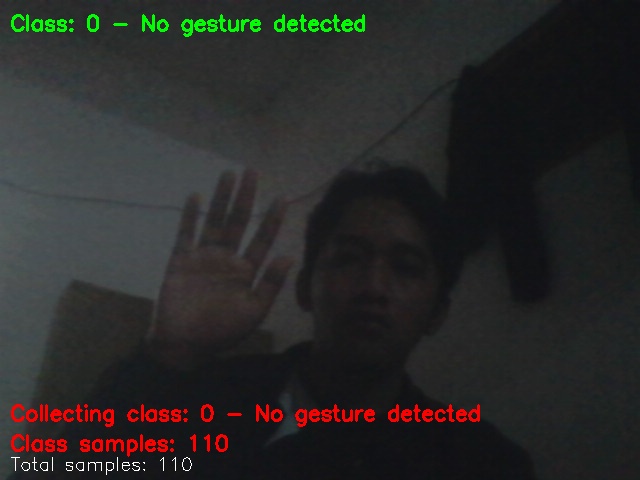 Class: 0 - No gesture detected
Collecting class: 0 - No gesture detected
Class samples: 110
Total samples: 110